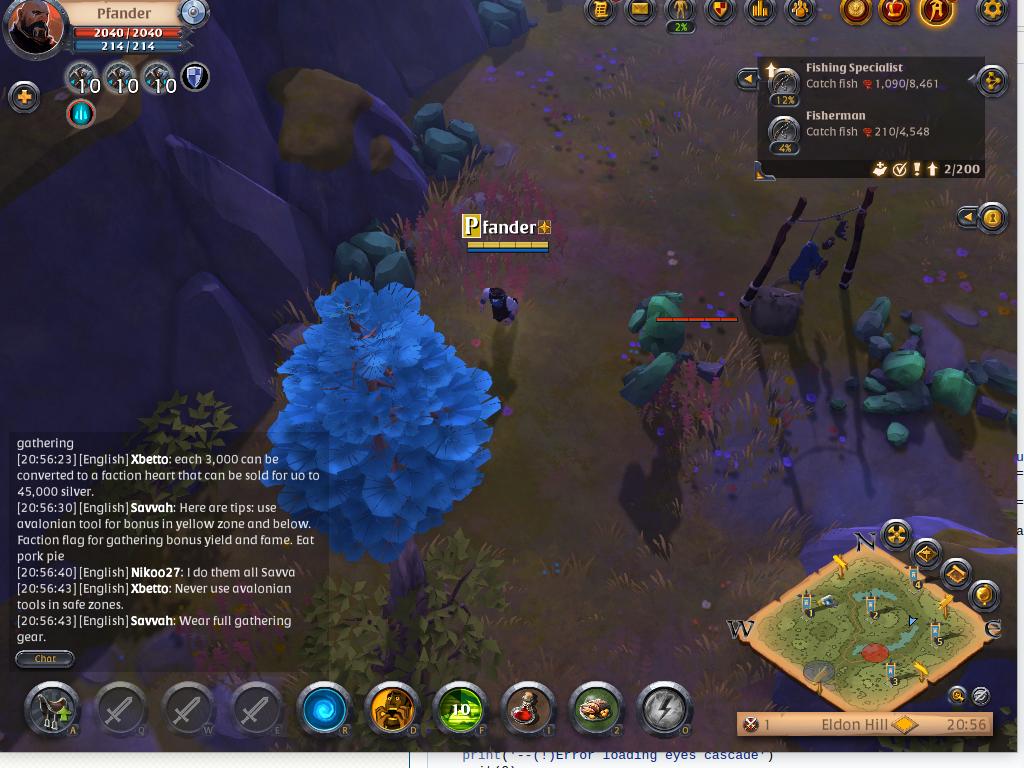 Pfander
2040 / 2040
214 / 214
10 10 10
2%
Fishing Specialist
Catch fish 1,090/8,461
12%
Fisherman
Catch fish 210/4,548
4%
2/200
Pfander
gathering
[20:56:23] [English] Xbetto: each 3,000 can be
converted to a faction heart that can be sold for uo to
45,000 silver.
[20:56:30] [English] Savvah: Here are tips: use
avalonian tool for bonus in yellow zone and below.
Faction flag for gathering bonus yield and fame. Eat
pork pie
[20:56:40] [English] Nikoo27: I do them all Savva
[20:56:43] [English] Xbetto: Never use avalonian
tools in safe zones.
[20:56:43] [English] Savvah: Wear full gathering
gear.
Chat
N
W
E
1
2
3
4
5
10
A Q W E R D F 1 2 O
1 Eldon Hill 20:56
print('--(!)Error loading eyes cascade')